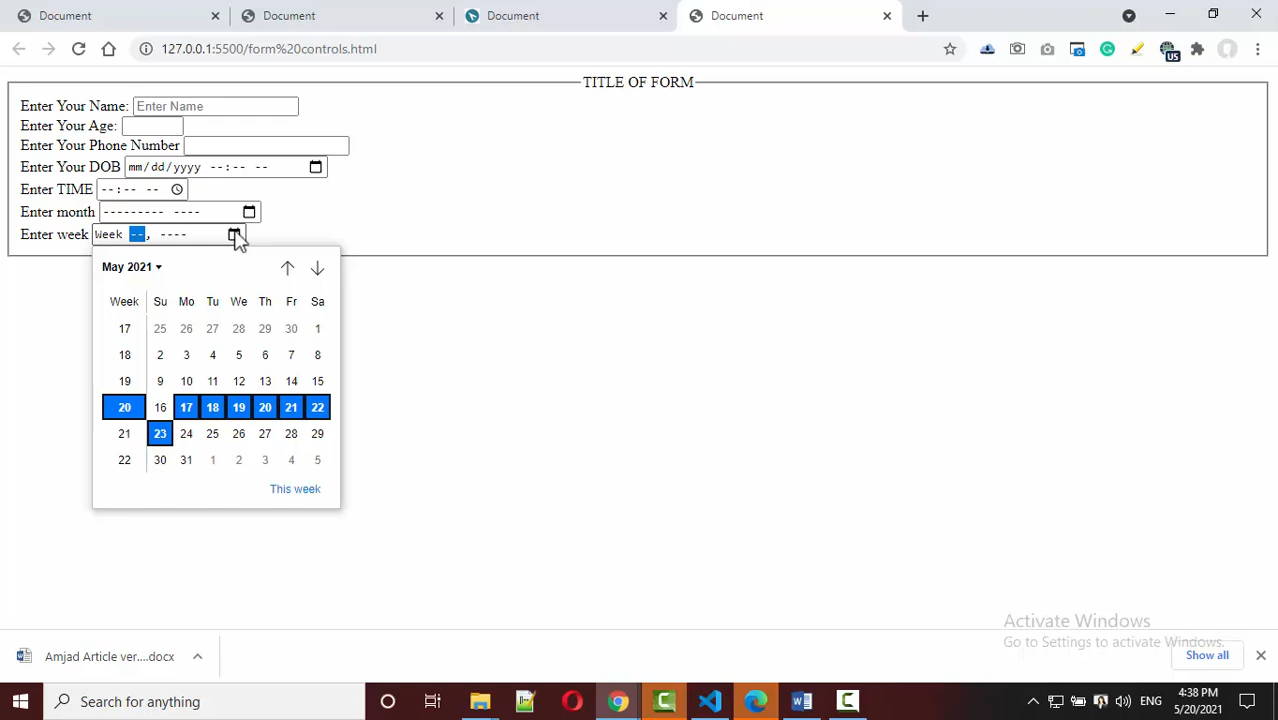 Document
Document
Document
Document
127.0.0.1:5500/form%20controls.html
US
TITLE OF FORM
Enter Your Name: Enter Name
Enter Your Age:
Enter Your Phone Number
Enter Your DOB mm/dd/yyyy --:-- --
Enter TIME --:-- --
Enter month --------- ----
Enter week Week --, ----
May 2021
Week Su Mo Tu We Th Fr Sa
17 25 26 27 28 29 30 1
18 2 3 4 5 6 7 8
19 9 10 11 12 13 14 15
20 16 17 18 19 20 21 22
21 23 24 25 26 27 28 29
22 30 31 1 2 3 4 5
This week
Activate Windows
Go to Settings to activate Windows.
Amjad Article ver....docx
Show all
Search for anything
ENG
4:38 PM
5/20/2021